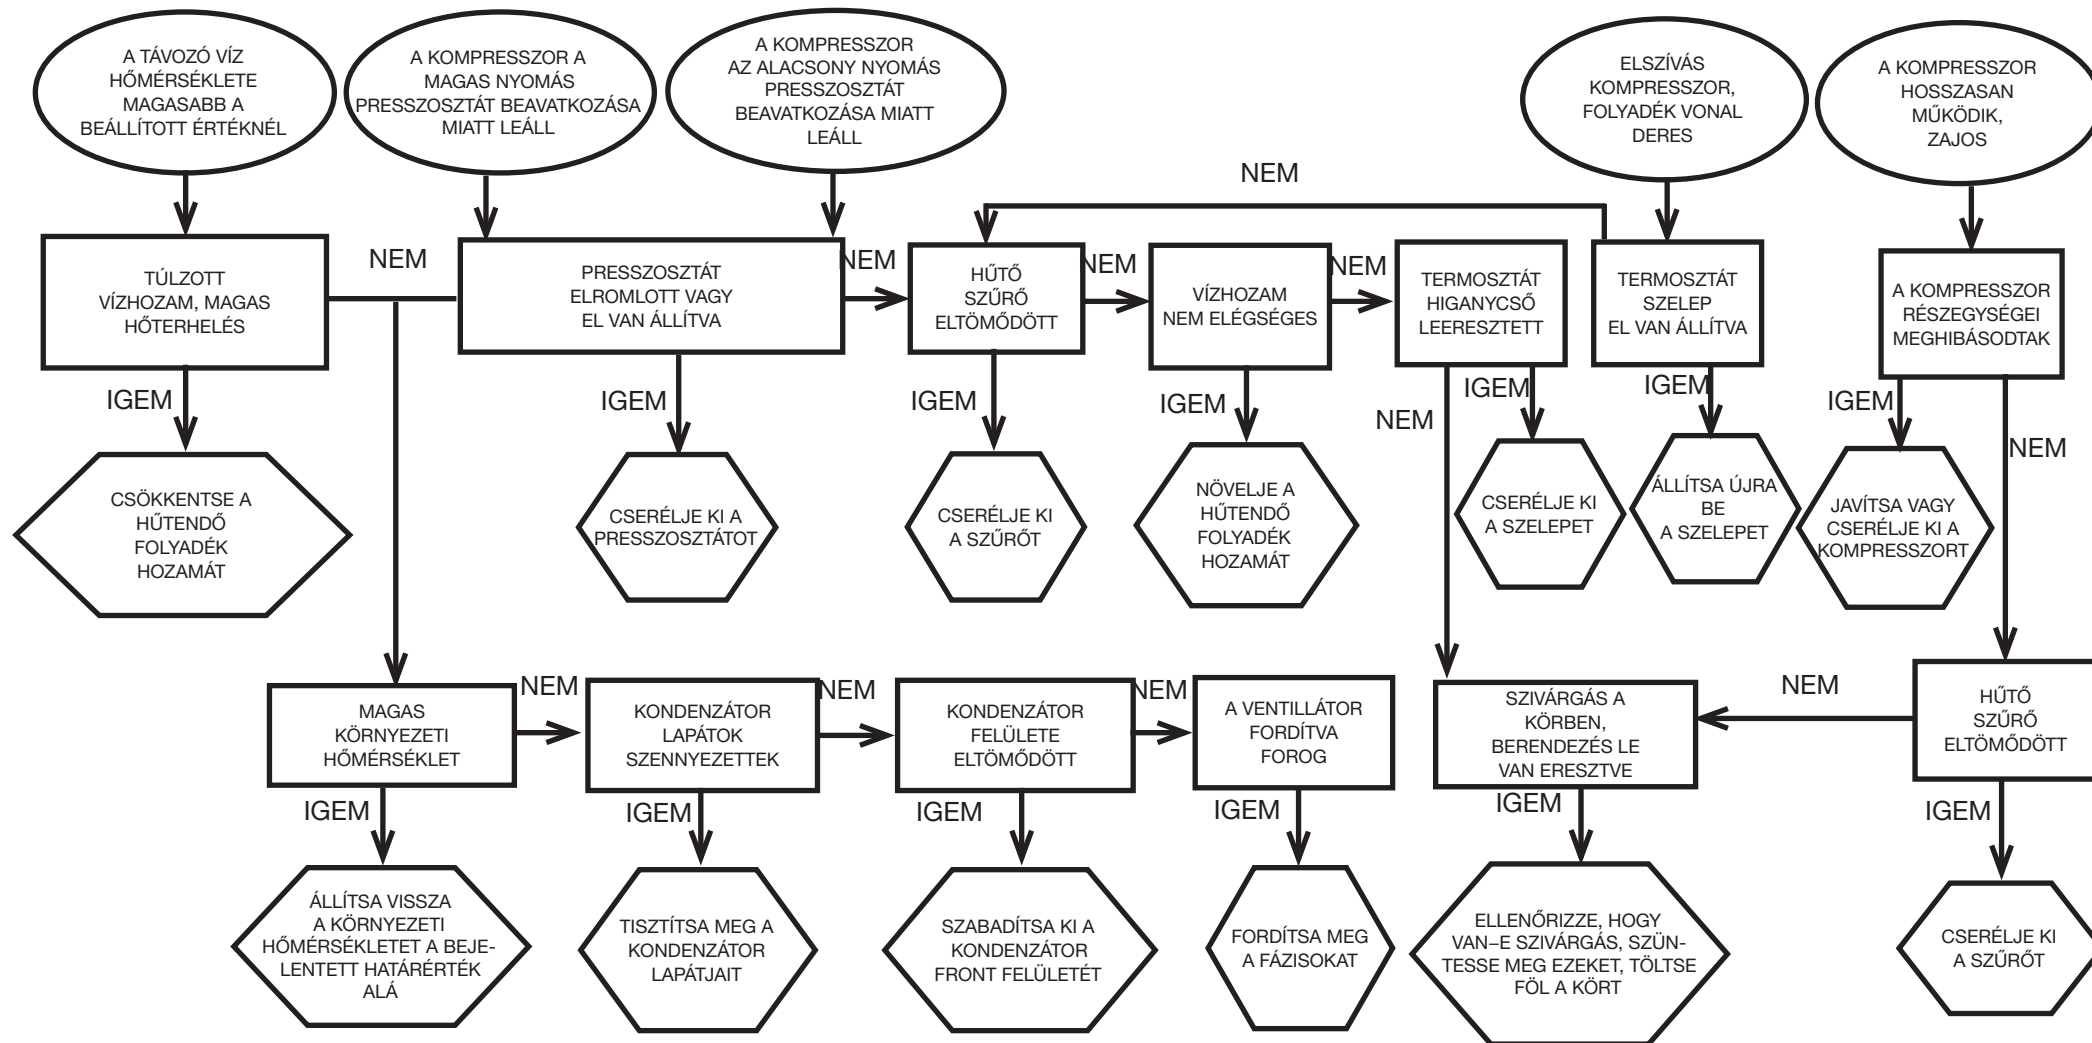 A TÁVOZÓ VÍZ
HŐMÉRSÉKLETE
MAGASABB A
BEÁLLÍTOTT ÉRTÉKNÉL
A KOMPRESSZOR A
MAGAS NYOMÁS
PRESSZOSZTÁT BEAVATKOZÁSA
MIATT LEÁLL
A KOMPRESSZOR
AZ ALACSONY NYOMÁS
PRESSZOSZTÁT
BEAVATKOZÁSA MIATT
LEÁLL
ELSZÍVÁS
KOMPRESSZOR,
FOLYADÉK VONAL
DERES
A KOMPRESSZOR
HOSSZASAN
MŰKÖDIK,
ZAJOS
NEM
TÚLZOTT
VÍZHOZAM, MAGAS
HŐTERHELÉS
NEM
PRESSZOSZTÁT
ELROMLOTT VAGY
EL VAN ÁLLÍTVA
NEM
HŰTŐ
SZŰRŐ
ELTÖMŐDÖTT
NEM
VÍZHOZAM
NEM ELÉGSÉGES
NEM
TERMOSZTÁT
HIGANYCSŐ
LEERESZTETT
TERMOSZTÁT
SZELEP
EL VAN ÁLLÍTVA
A KOMPRESSZOR
RÉSZEGYSÉGEI
MEGHIBÁSODTAK
IGEM
IGEM
IGEM
IGEM
NEM
IGEM
IGEM
IGEM
NEM
CSÖKKENTSE A
HŰTENDŐ
FOLYADÉK
HOZAMÁT
CSERÉLJE KI A
PRESSZOSZTÁTOT
CSERÉLJE KI
A SZŰRŐT
NÖVELJE A
HŰTENDŐ
FOLYADÉK
HOZAMÁT
CSERÉLJE KI
A SZELEPET
ÁLLÍTSA ÚJRA
BE
A SZELEPET
JAVÍTSA VAGY
CSERÉLJE KI A
KOMPRESSZORT
MAGAS
KÖRNYEZETI
HŐMÉRSÉKLET
NEM
KONDENZÁTOR
LAPÁTOK
SZENNYEZETTEK
NEM
KONDENZÁTOR
FELÜLETE
ELTÖMŐDÖTT
NEM
A VENTILLÁTOR
FORDÍTVA
FOROG
SZIVÁRGÁS A
KÖRBEN,
BERENDEZÉS LE
VAN ERESZTVE
NEM
HŰTŐ
SZŰRŐ
ELTÖMŐDÖTT
IGEM
IGEM
IGEM
IGEM
IGEM
IGEM
ÁLLÍTSA VISSZA
A KÖRNYEZETI
HŐMÉRSÉKLETET A BEJE-
LENTETT HATÁRÉRTÉK
ALÁ
TISZTÍTSA MEG A
KONDENZÁTOR
LAPÁTJAIT
SZABADÍTSA KI A
KONDENZÁTOR
FRONT FELÜLETÉT
FORDÍTSA MEG
A FÁZISOKAT
ELLENŐRIZZE, HOGY
VAN–E SZIVÁRGÁS, SZÜN-
TESSE MEG EZEKET, TÖLTSE
FÖL A KÖRT
CSERÉLJE KI
A SZŰRŐT